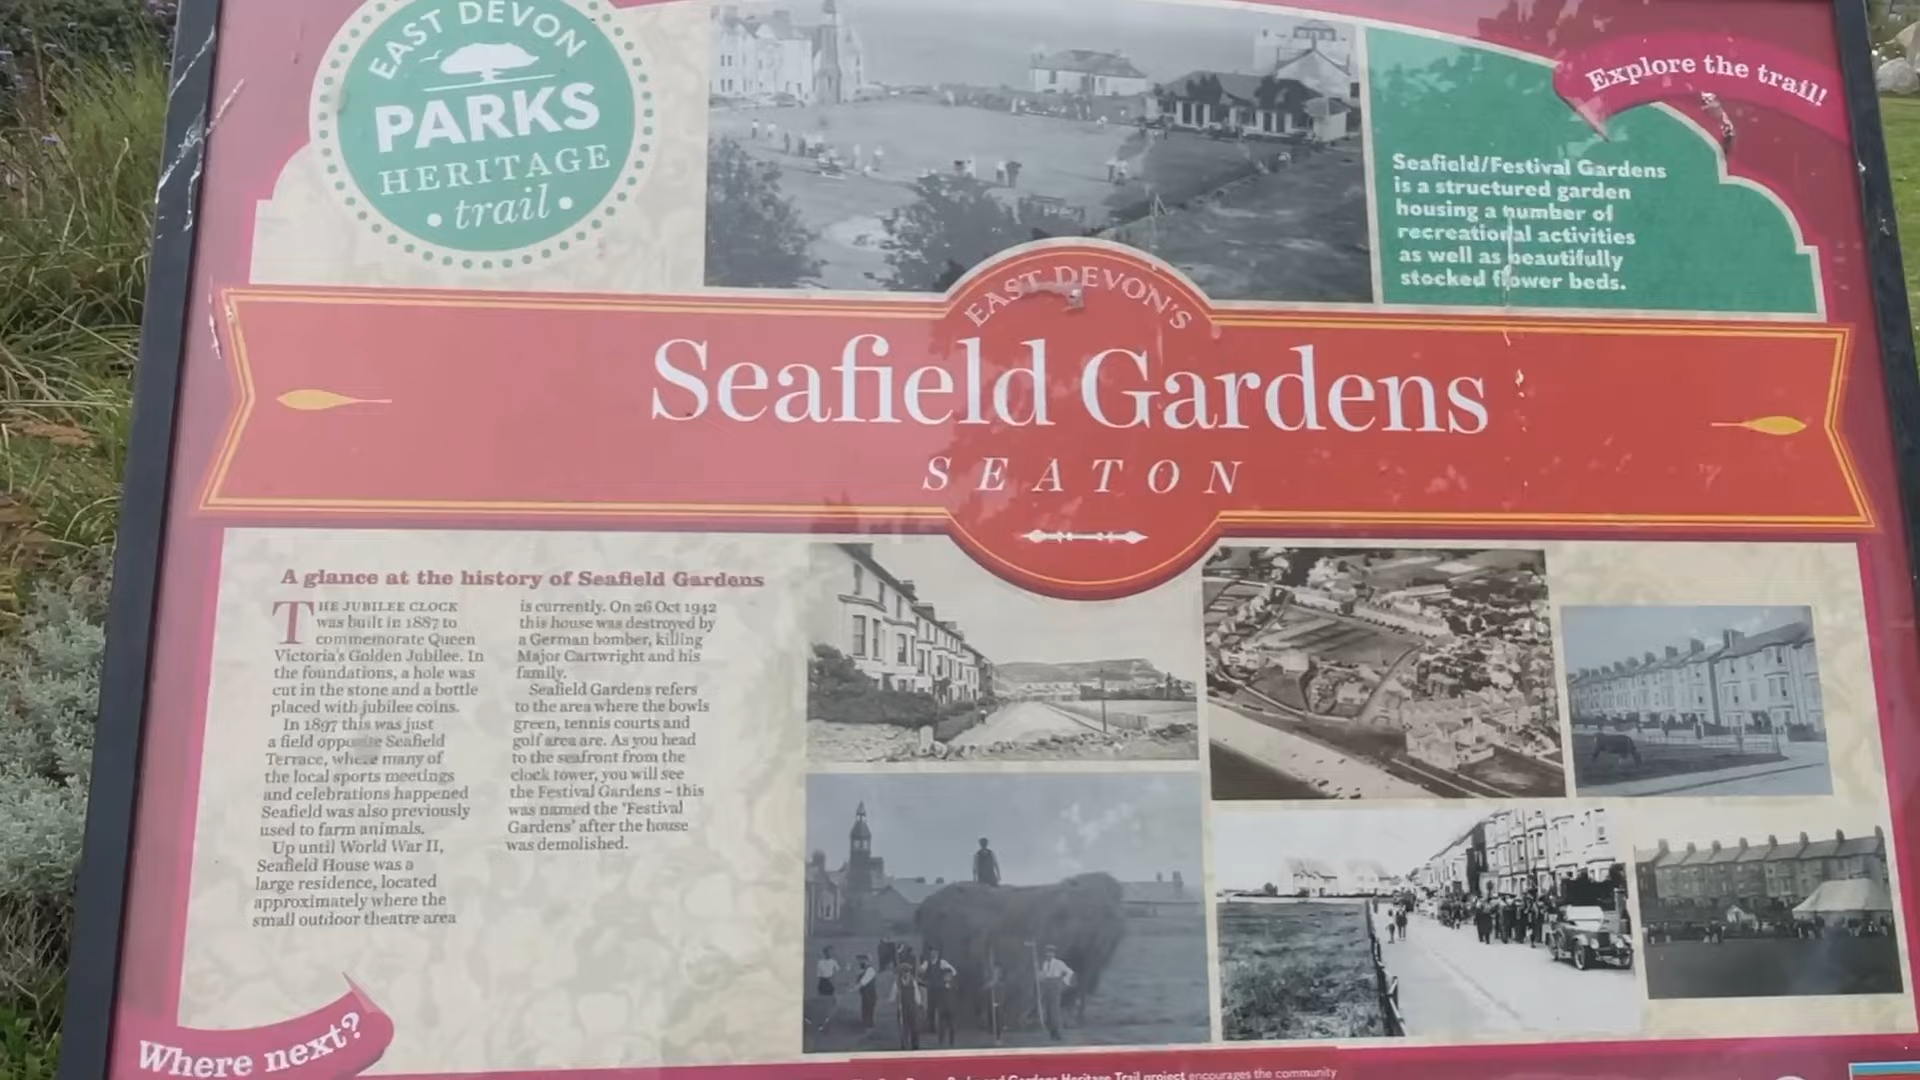 EAST DEVON
PARKS
HERITAGE
• trail •
Explore the trail!
Seafield/Festival Gardens
is a structured garden
housing a number of
recreational activities
as well as beautifully
stocked flower beds.
EAST DEVON'S
Seafield Gardens
SEATON
A glance at the history of Seafield Gardens
THE JUBILEE CLOCK
was built in 1887 to
commemorate Queen
Victoria's Golden Jubilee. In
the foundations, a hole was
cut in the stone and a bottle
placed with jubilee coins.
In 1897 this was just
a field opposite Seafield
Terrace, where many of
the local sports meetings
and celebrations happened
Seafield was also previously
used to farm animals.
Up until World War II,
Seafield House was a
large residence, located
approximately where the
small outdoor theatre area
is currently. On 26 Oct 1942
this house was destroyed by
a German bomber, killing
Major Cartwright and his
family.
Seafield Gardens refers
to the area where the bowls
green, tennis courts and
golf area are. As you head
to the seafront from the
clock tower, you will see
the Festival Gardens – this
was named the 'Festival
Gardens' after the house
was demolished.
Where next?
and Gardens Heritage Trail project encourages the community